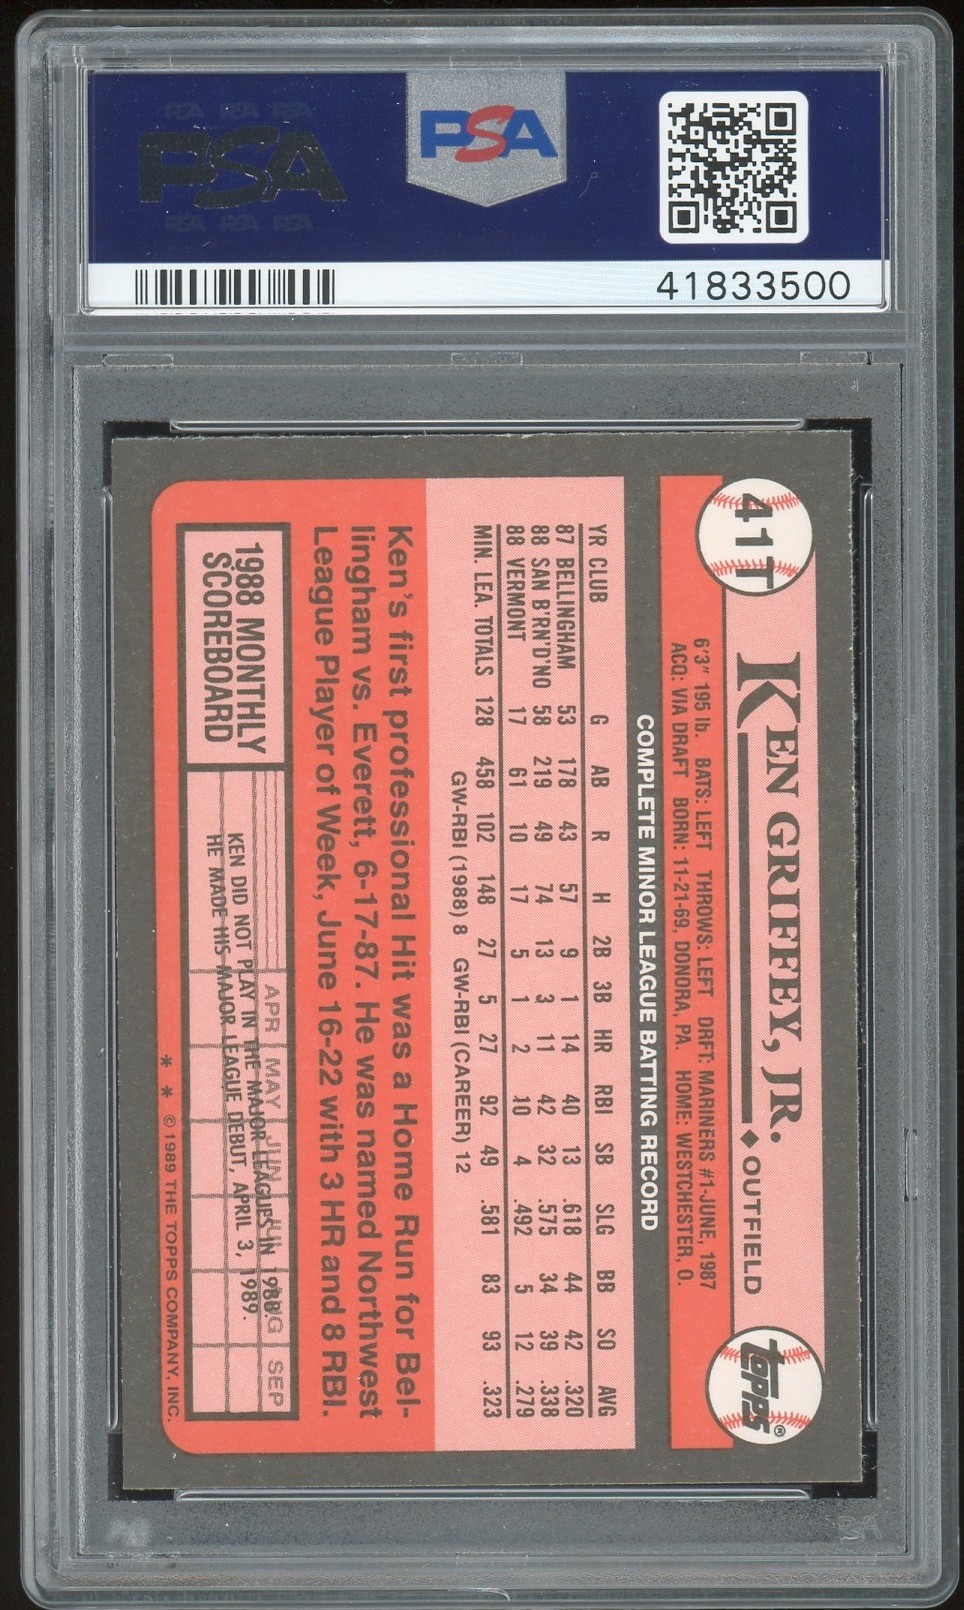 PSA PSA PSA
PSA
PSA PSA PSA
PSA
41833500
41T
KEN GRIFFEY, JR. ♦OUTFIELD
topps®
6'3" 195 lb. BATS: LEFT THROWS: LEFT DRFT: MARINERS #1-JUNE, 1987
ACQ: VIA DRAFT BORN: 11-21-69, DONORA, PA. HOME: WESTCHESTER, O.
COMPLETE MINOR LEAGUE BATTING RECORD
YR CLUB G AB R H 2B 3B HR RBI SB SLG BB SO AVG
87 BELLINGHAM 53 178 43 57 9 1 14 40 13 .618 44 42 .320
88 SAN B'RN'D'NO 58 219 49 74 13 3 11 42 32 .575 34 39 .338
88 VERMONT 17 61 10 17 5 1 2 10 4 .492 5 12 .279
MIN. LEA. TOTALS 128 458 102 148 27 5 27 92 49 .581 83 93 .323
GW-RBI (1988) 8 GW-RBI (CAREER) 12
Ken's first professional Hit was a Home Run for Bel-
lingham vs. Everett, 6-17-87. He was named Northwest
League Player of Week, June 16-22 with 3 HR and 8 RBI.
1988 MONTHLY
SCOREBOARD
APR MAY JUN JUL AUG SEP
KEN DID NOT PLAY IN THE MAJOR LEAGUES IN 1988.
HE MADE HIS MAJOR LEAGUE DEBUT, APRIL 3, 1989.
* * © 1989 THE TOPPS COMPANY, INC.